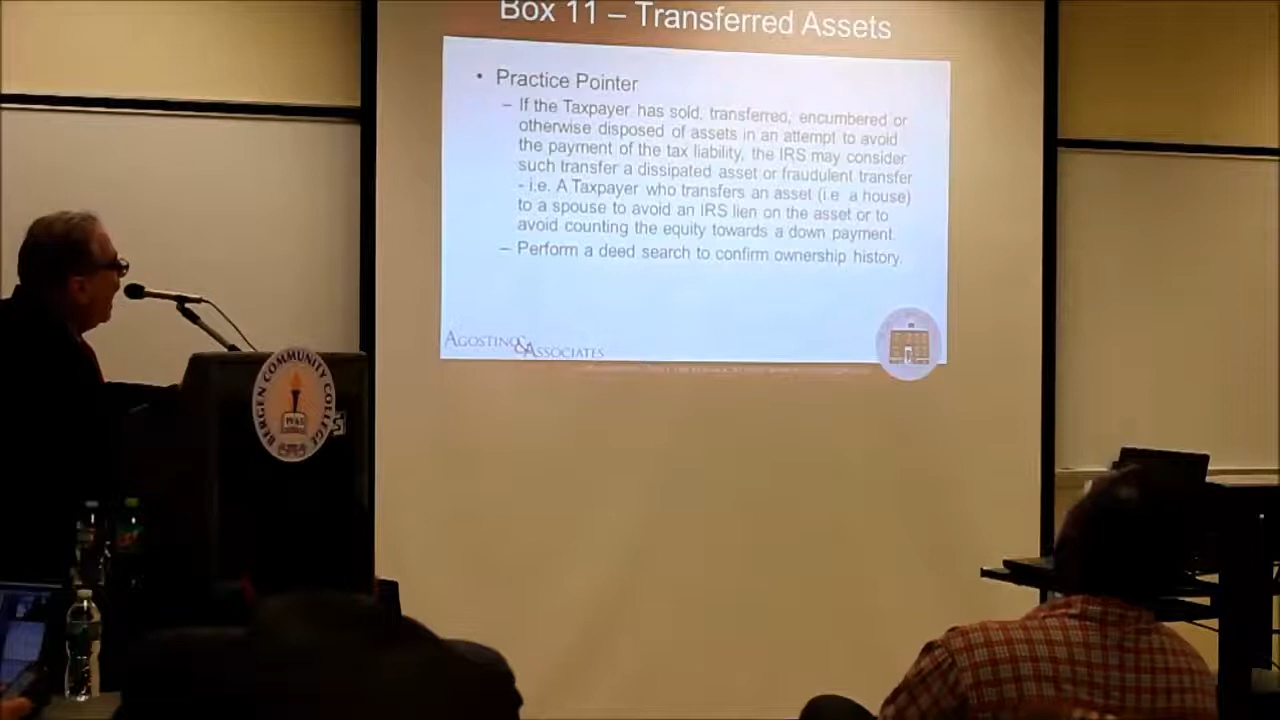 Box 11 – Transferred Assets
• Practice Pointer
– If the Taxpayer has sold, transferred, encumbered or
otherwise disposed of assets in an attempt to avoid
the payment of the tax liability, the IRS may consider
such transfer a dissipated asset or fraudulent transfer
- i.e. A Taxpayer who transfers an asset (i.e a house)
to a spouse to avoid an IRS lien on the asset or to
avoid counting the equity towards a down payment.
– Perform a deed search to confirm ownership history.
AGOSTINO & ASSOCIATES
BERGEN COMMUNITY COLLEGE